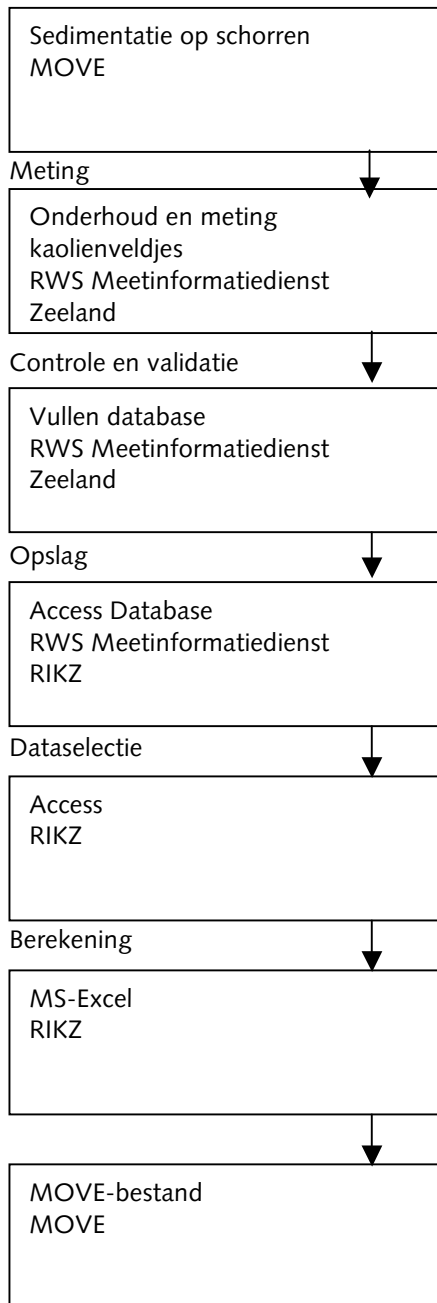 Sedimentatie op schorren
MOVE
Meting
Onderhoud en meting
kaolienveldjes
RWS Meetinformatiedienst
Zeeland
Controle en validatie
Vullen database
RWS Meetinformatiedienst
Zeeland
Opslag
Access Database
RWS Meetinformatiedienst
RIKZ
Dataselectie
Access
RIKZ
Berekening
MS-Excel
RIKZ
MOVE-bestand
MOVE